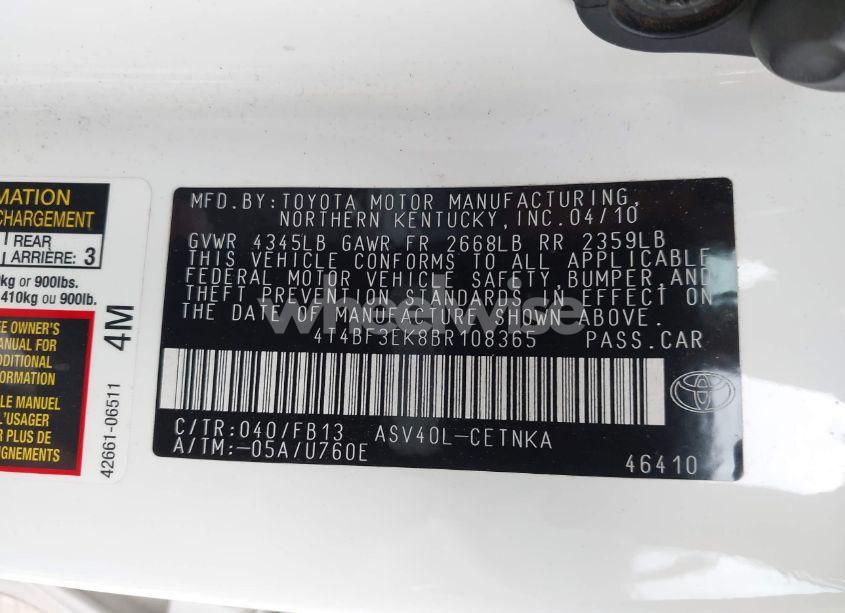 MATION
CHARGEMENT
REAR
ARRIÈRE: 3
kg or 900lbs.
410kg ou 900lb.
EE OWNER'S
ANUAL FOR
DDITIONAL
FORMATION
LE MANUEL
L'USAGER
R PLUS DE
IGNEMENTS
4M
42661-06511
MFD.BY:TOYOTA MOTOR MANUFACTURING,
NORTHERN KENTUCKY,INC.04/10
GVWR 4345LB GAWR FR 2668LB RR 2359LB
THIS VEHICLE CONFORMS TO ALL APPLICABLE
FEDERAL MOTOR VEHICLE SAFETY,BUMPER,AND
THEFT PREVENTION STANDARDS IN EFFECT ON
THE DATE OF MANUFACTURE SHOWN ABOVE.
4T4BF3EK8BR108365 PASS.CAR
C/TR:040/FB13 ASV40L-CETNKA
A/TM:-05A/U760E
46410
wheelwise